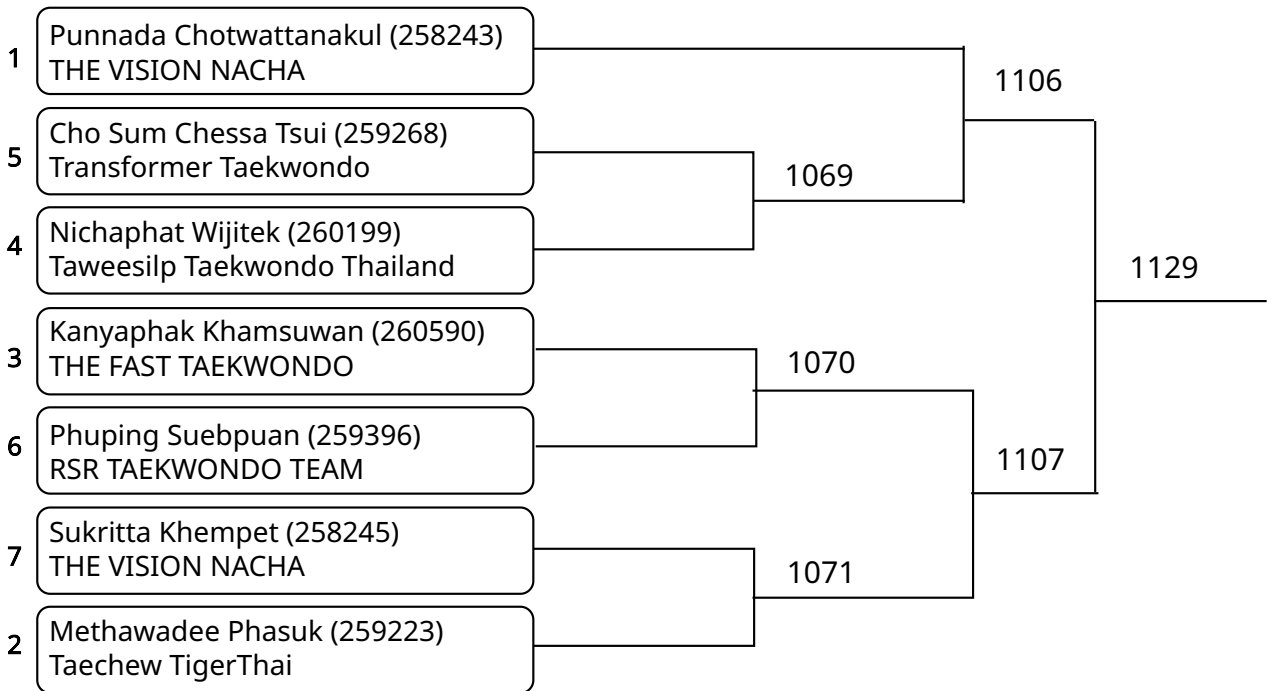 1
Punnada Chotwattanakul (258243)
THE VISION NACHA
1106
5
Cho Sum Chessa Tsui (259268)
Transformer Taekwondo
1069
4
Nichaphat Wijitek (260199)
Taweesilp Taekwondo Thailand
1129
3
Kanyaphak Khamsuwan (260590)
THE FAST TAEKWONDO
1070
6
Phuping Suebpuan (259396)
RSR TAEKWONDO TEAM
1107
7
Sukritta Khempet (258245)
THE VISION NACHA
1071
2
Methawadee Phasuk (259223)
Taechew TigerThai